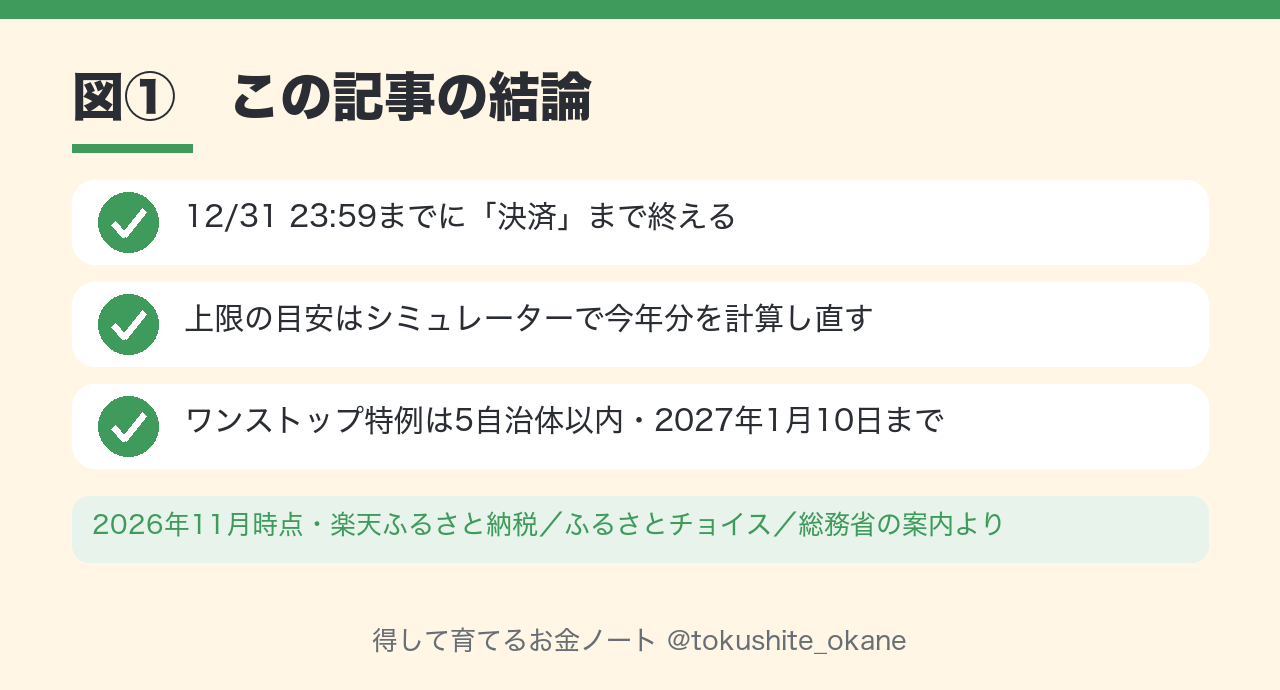 図① この記事の結論
12/31 23:59までに「決済」まで終える
上限の目安はシミュレーターで今年分を計算し直す
ワンストップ特例は5自治体以内・2027年1月10日まで
2026年11月時点・楽天ふるさと納税／ふるさとチョイス／総務省の案内より
得して育てるお金ノート @tokushite_okane